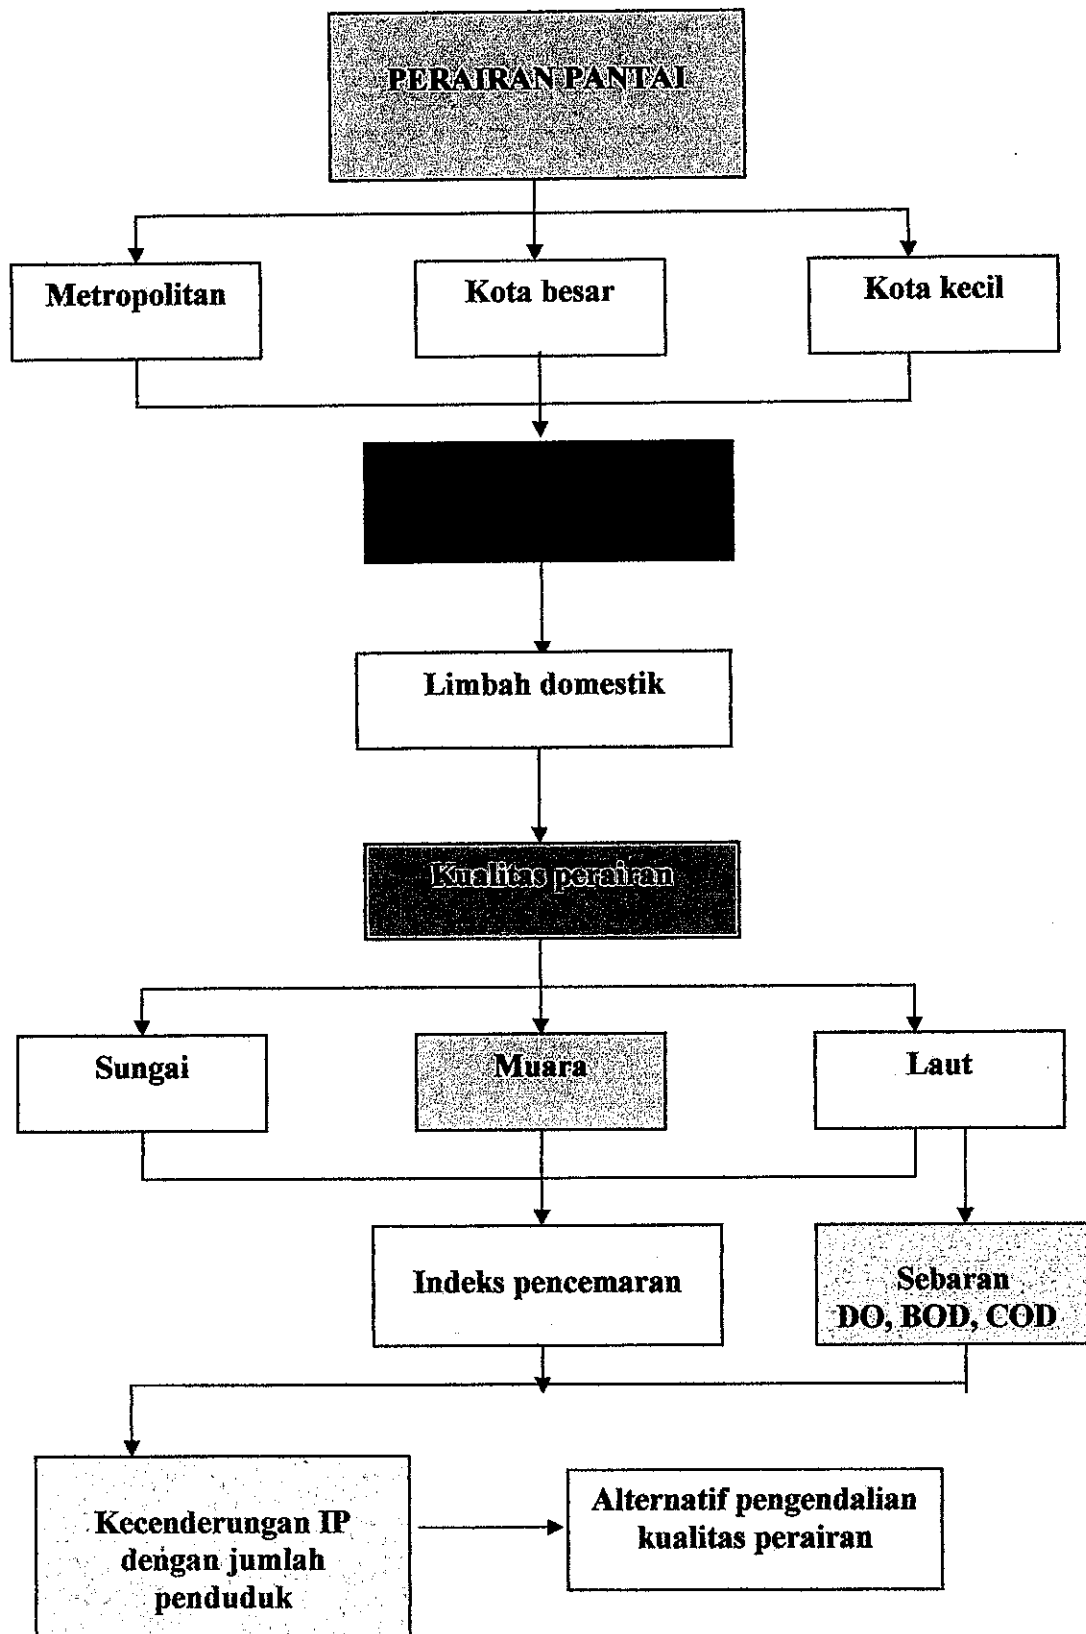 PERAIRAN PANTAI
Metropolitan
Kota besar
Kota kecil
Limbah domestik
Kualitas perairan
Sungai
Muara
Laut
Indeks pencemaran
Sebaran
DO, BOD, COD
Kecenderungan IP
dengan jumlah
penduduk
Alternatif pengendalian
kualitas perairan